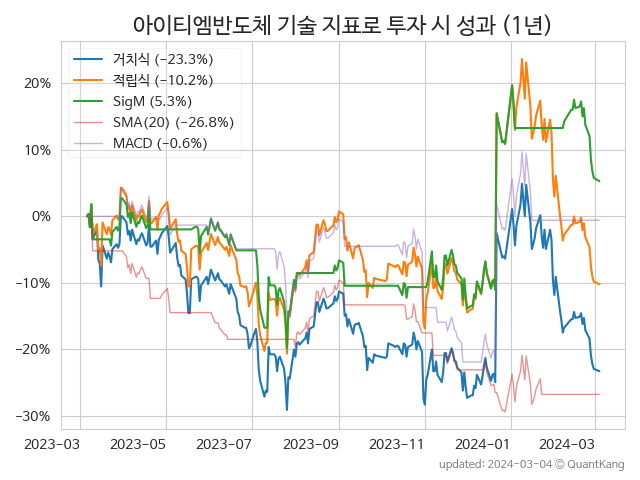 아이티엠반도체 기술 지표로 투자 시 성과 (1년)
거치식 (−23.3%)
적립식 (−10.2%)
SigM (5.3%)
SMA(20) (−26.8%)
MACD (−0.6%)
20%
10%
0%
−10%
−20%
−30%
2023−03 2023−05 2023−07 2023−09 2023−11 2024−01 2024−03
updated: 2024−03−04 © QuantKang